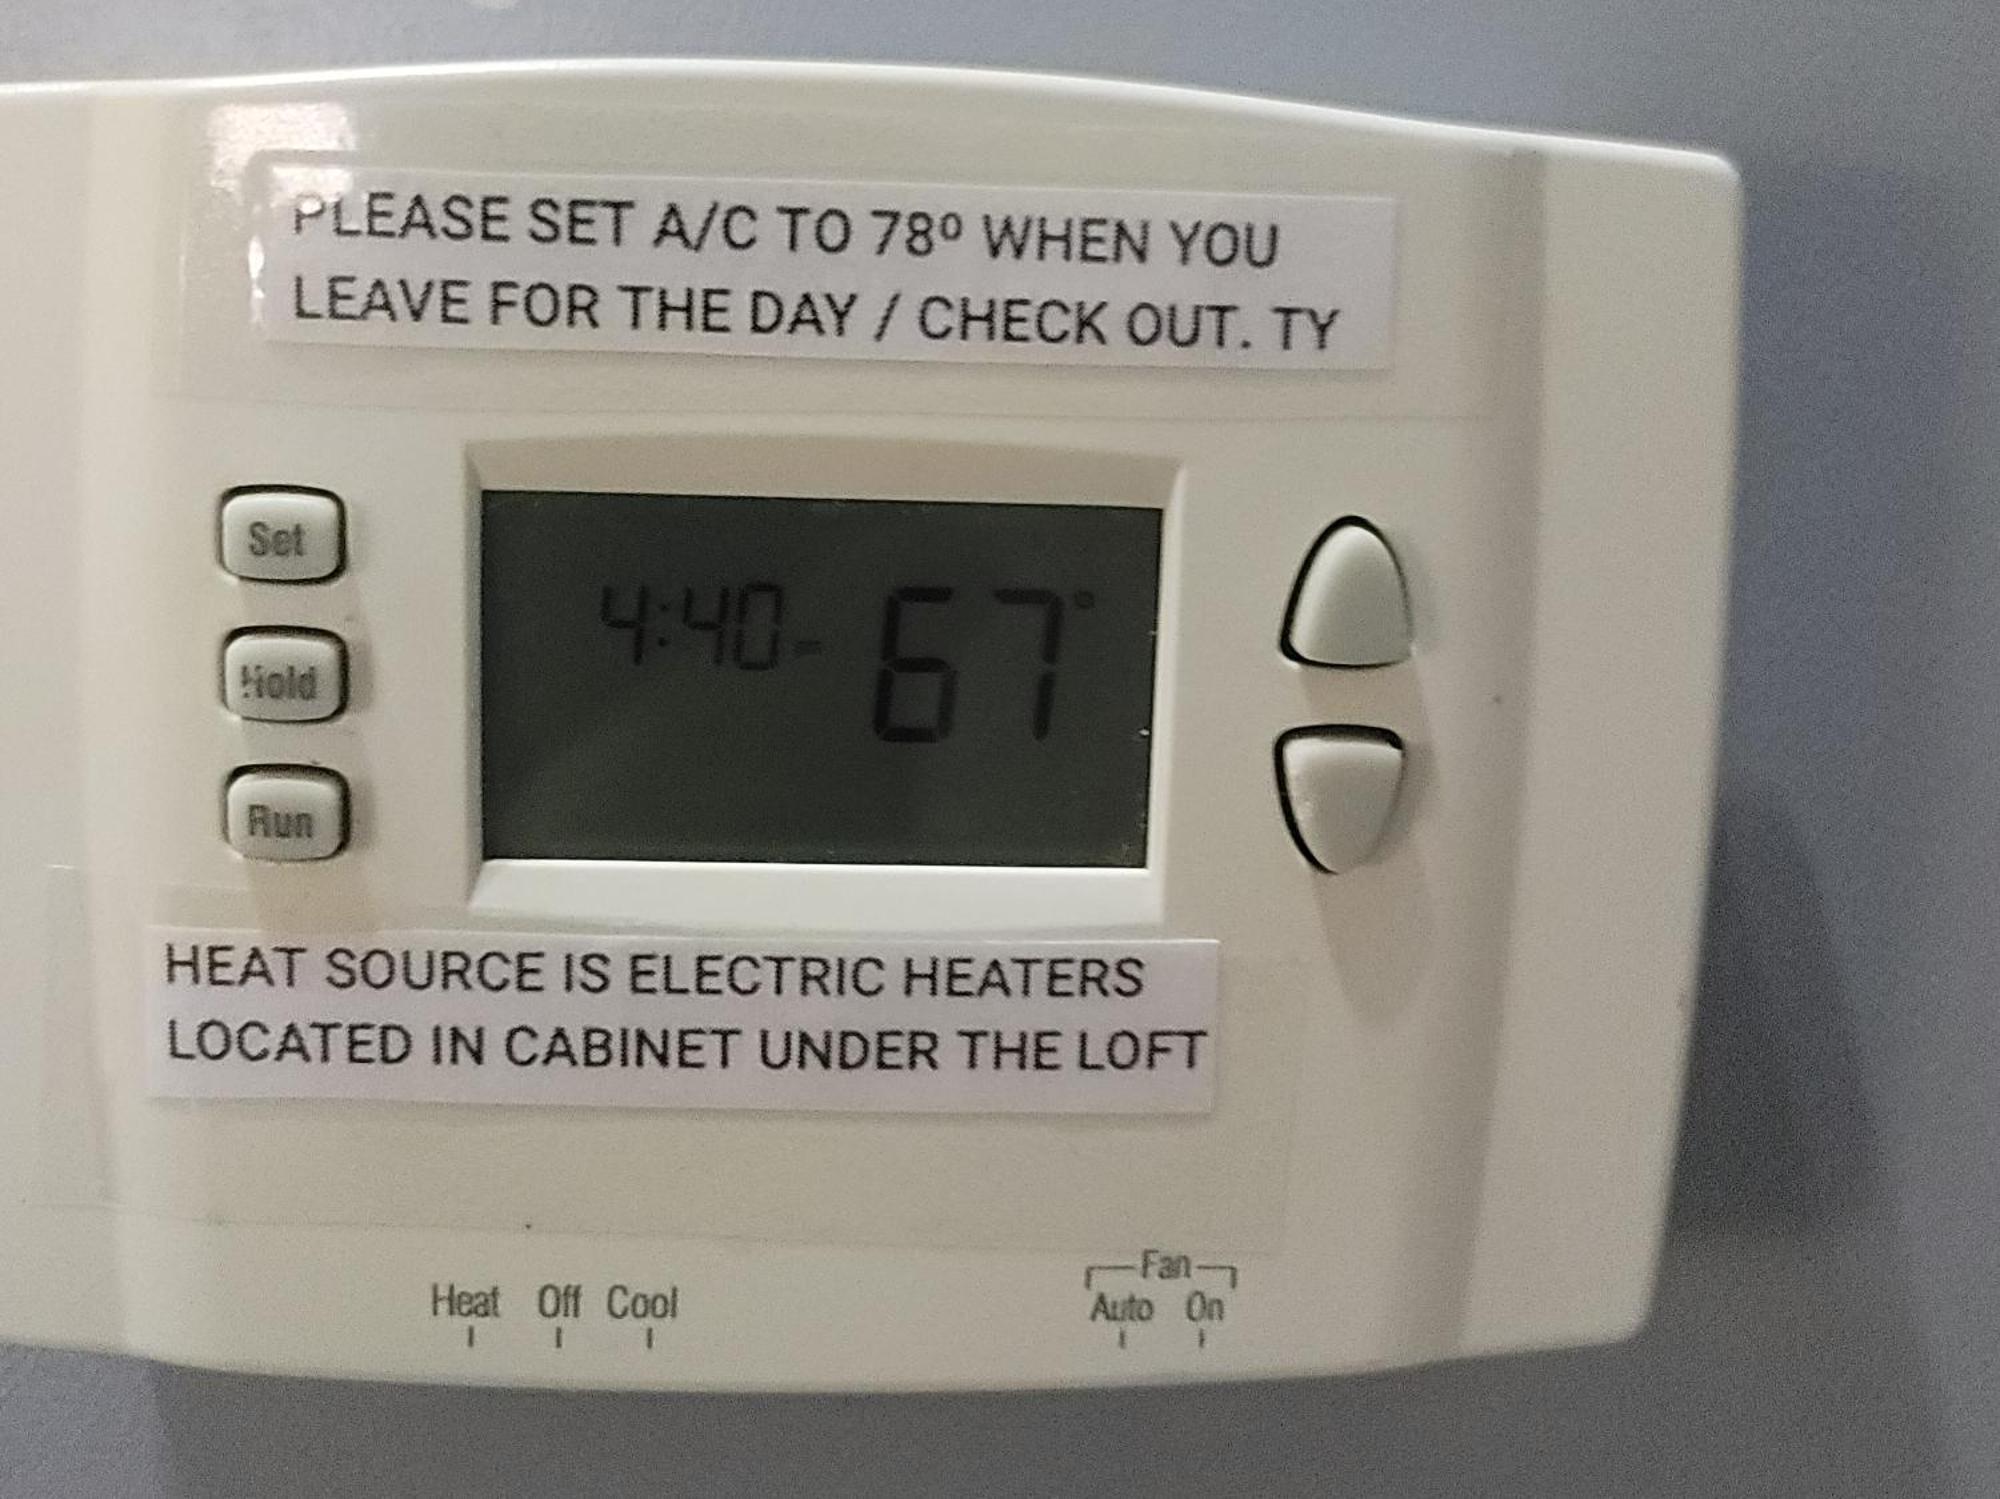 PLEASE SET A/C TO 78º WHEN YOU
LEAVE FOR THE DAY / CHECK OUT. TY
Set
Hold
Run
4:40 67°
HEAT SOURCE IS ELECTRIC HEATERS
LOCATED IN CABINET UNDER THE LOFT
Heat Off Cool
Fan
Auto On